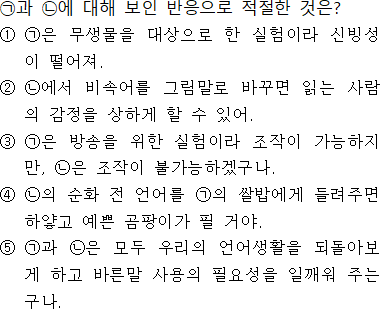 ㉠과 ㉡에 대해 보인 반응으로 적절한 것은?
① ㉠은 무생물을 대상으로 한 실험이라 신빙성
이 떨어져.
② ㉡에서 비속어를 그림말로 바꾸면 읽는 사람
의 감정을 상하게 할 수 있어.
③ ㉠은 방송을 위한 실험이라 조작이 가능하지
만, ㉡은 조작이 불가능하겠구나.
④ ㉡의 순화 전 언어를 ㉠의 쌀밥에게 들려주면
하얗고 예쁜 곰팡이가 필 거야.
⑤ ㉠과 ㉡은 모두 우리의 언어생활을 되돌아보
게 하고 바른말 사용의 필요성을 일깨워 주는
구나.